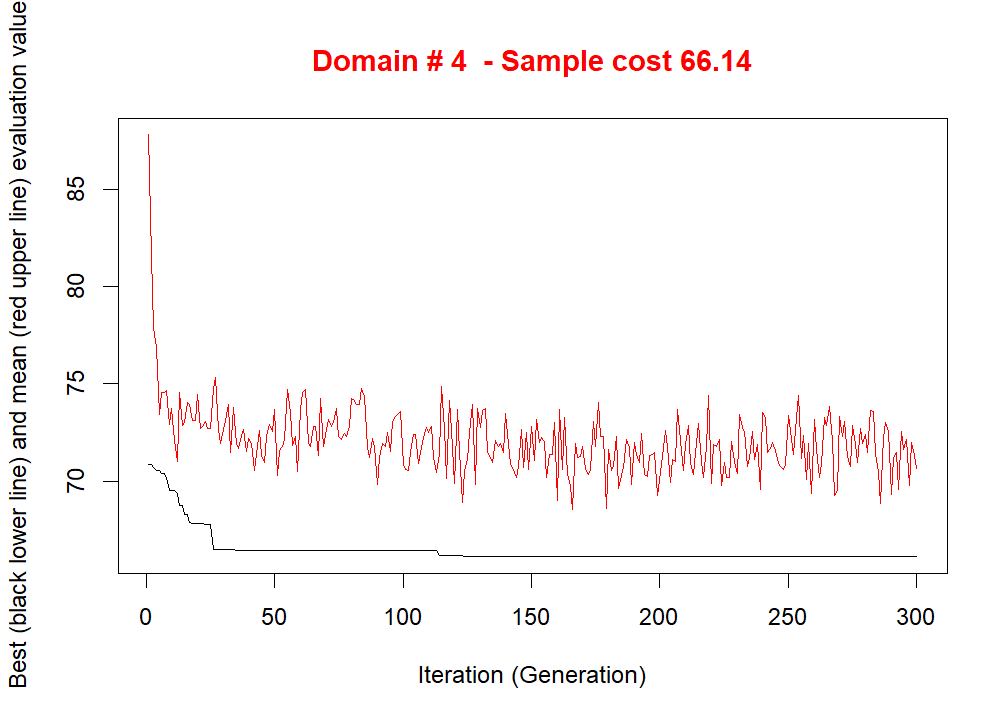 Domain # 4  - Sample cost 66.14
Best (black lower line) and mean (red upper line) evaluation value
85
80
75
70
0 50 100 150 200 250 300
Iteration (Generation)